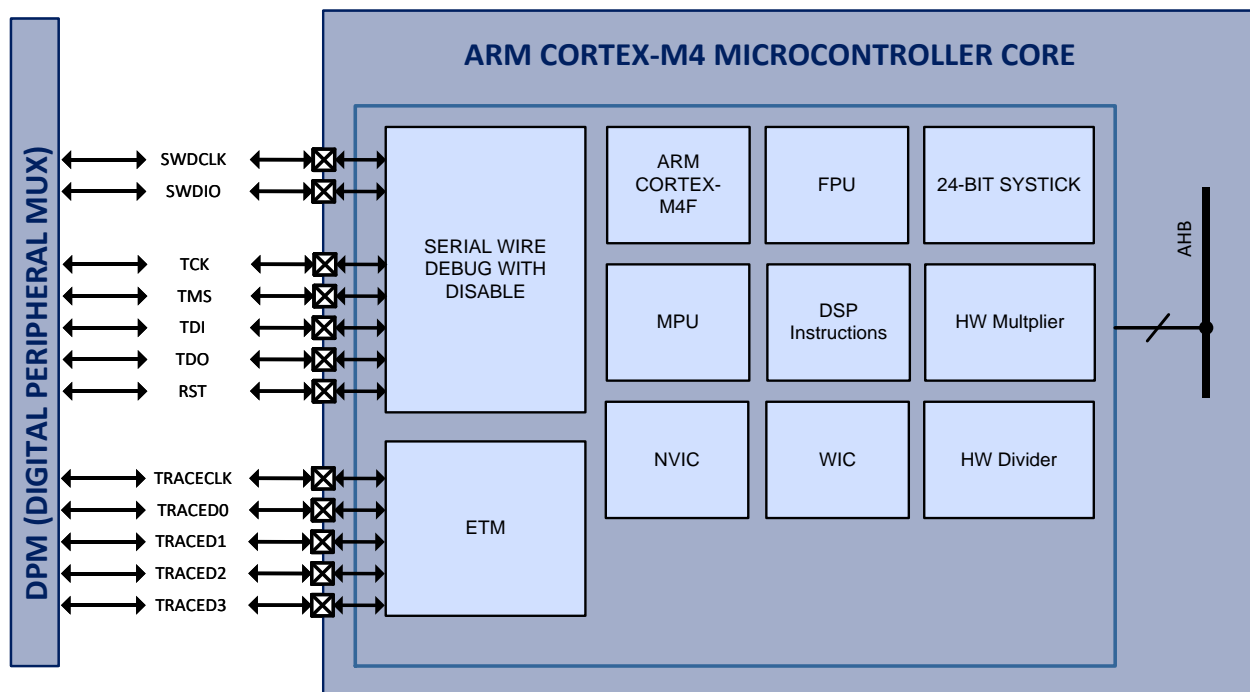 ARM CORTEX-M4 MICROCONTROLLER CORE
DPM (DIGITAL PERIPHERAL MUX)
SWDCLK
SWDIO
TCK
TMS
TDI
TDO
RST
TRACECLK
TRACED0
TRACED1
TRACED2
TRACED3
SERIAL WIRE
DEBUG WITH
DISABLE
ETM
ARM
CORTEX-
M4F
FPU
24-BIT SYSTICK
MPU
DSP
Instructions
HW Multplier
NVIC
WIC
HW Divider
AHB